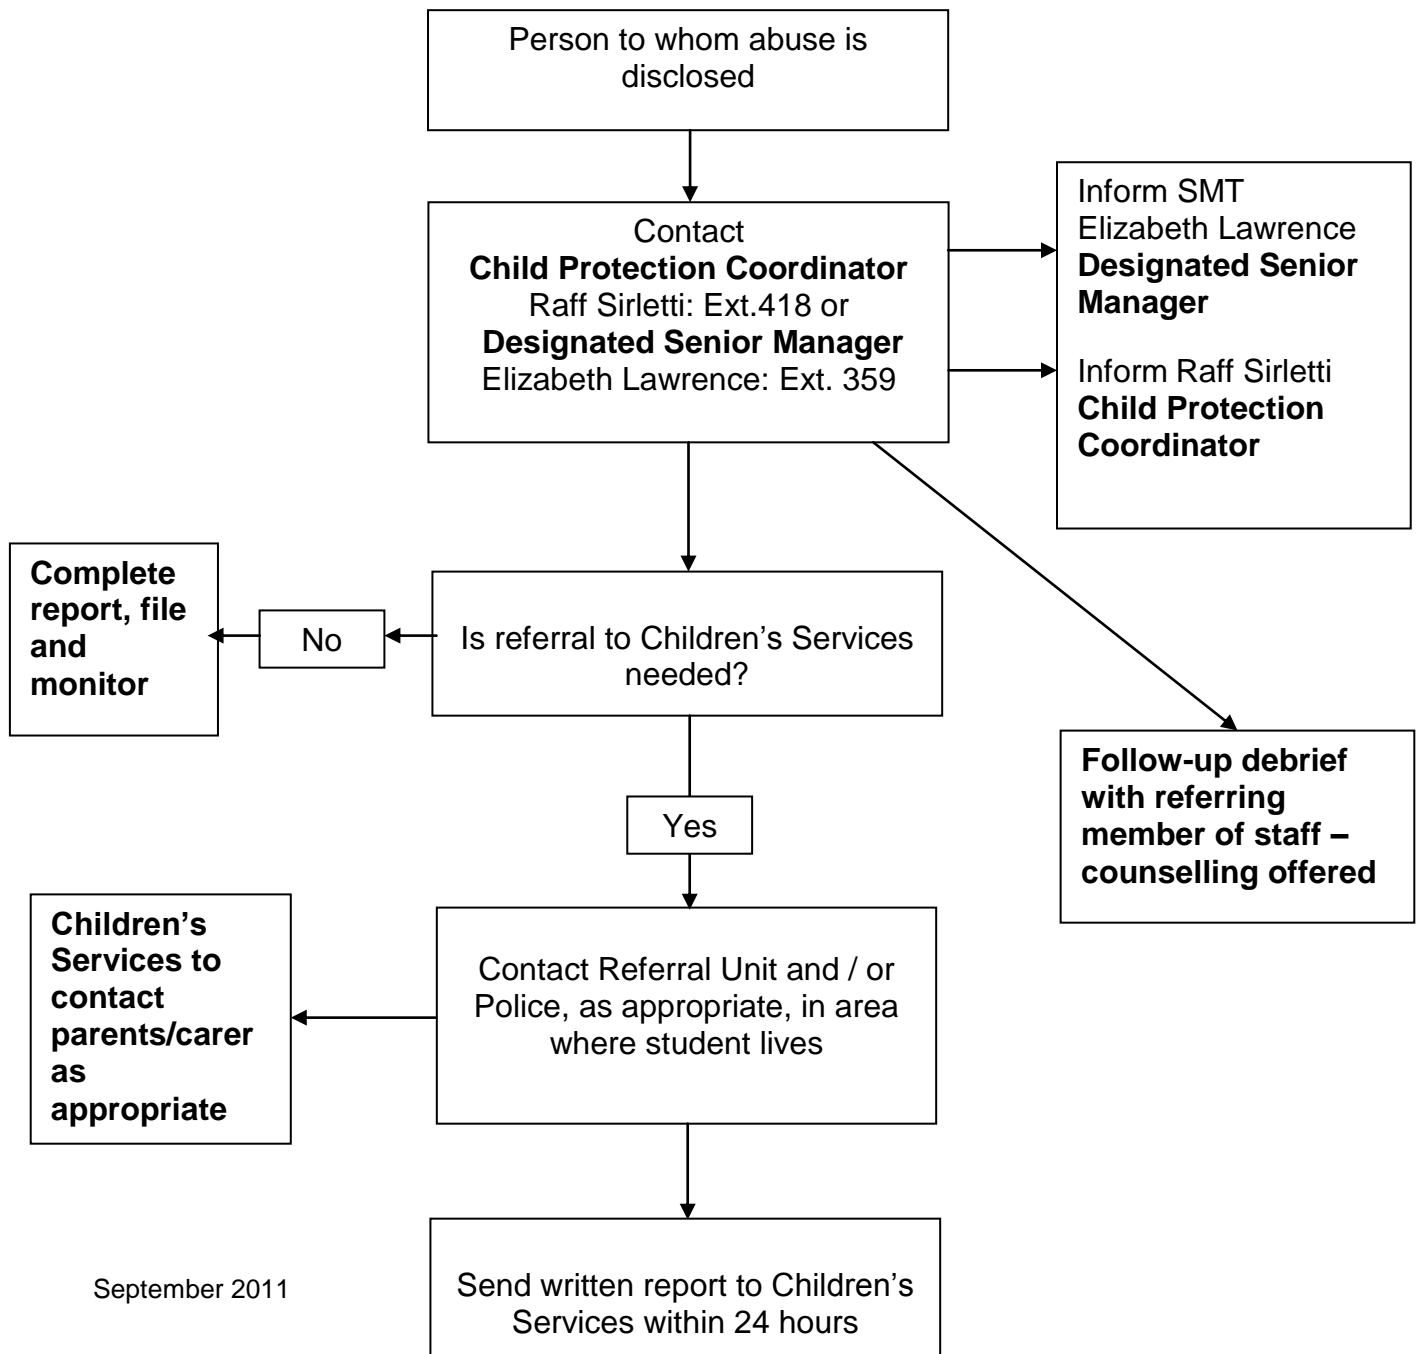 Person to whom abuse is
disclosed
Contact
Child Protection Coordinator
Raff Sirletti: Ext.418 or
Designated Senior Manager
Elizabeth Lawrence: Ext. 359
Inform SMT
Elizabeth Lawrence
Designated Senior
Manager
Inform Raff Sirletti
Child Protection
Coordinator
Complete
report, file
and
monitor
No
Is referral to Children’s Services
needed?
Yes
Follow-up debrief
with referring
member of staff –
counselling offered
Children’s
Services to
contact
parents/carer
as
appropriate
Contact Referral Unit and / or
Police, as appropriate, in area
where student lives
Send written report to Children’s
Services within 24 hours
September 2011